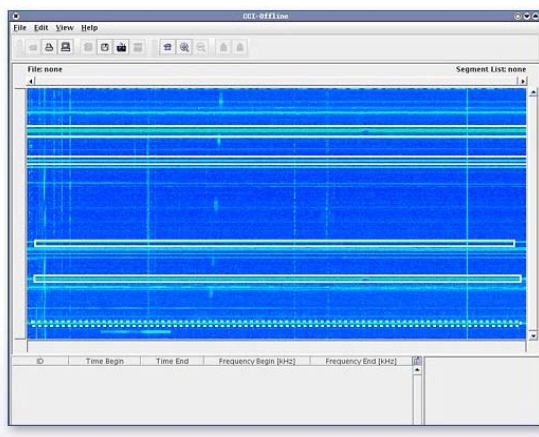 CGI-Offline
File Edit View Help
File: none Segment List: none
ID Time Begin Time End Frequency Begin [kHz] Frequency End [kHz]